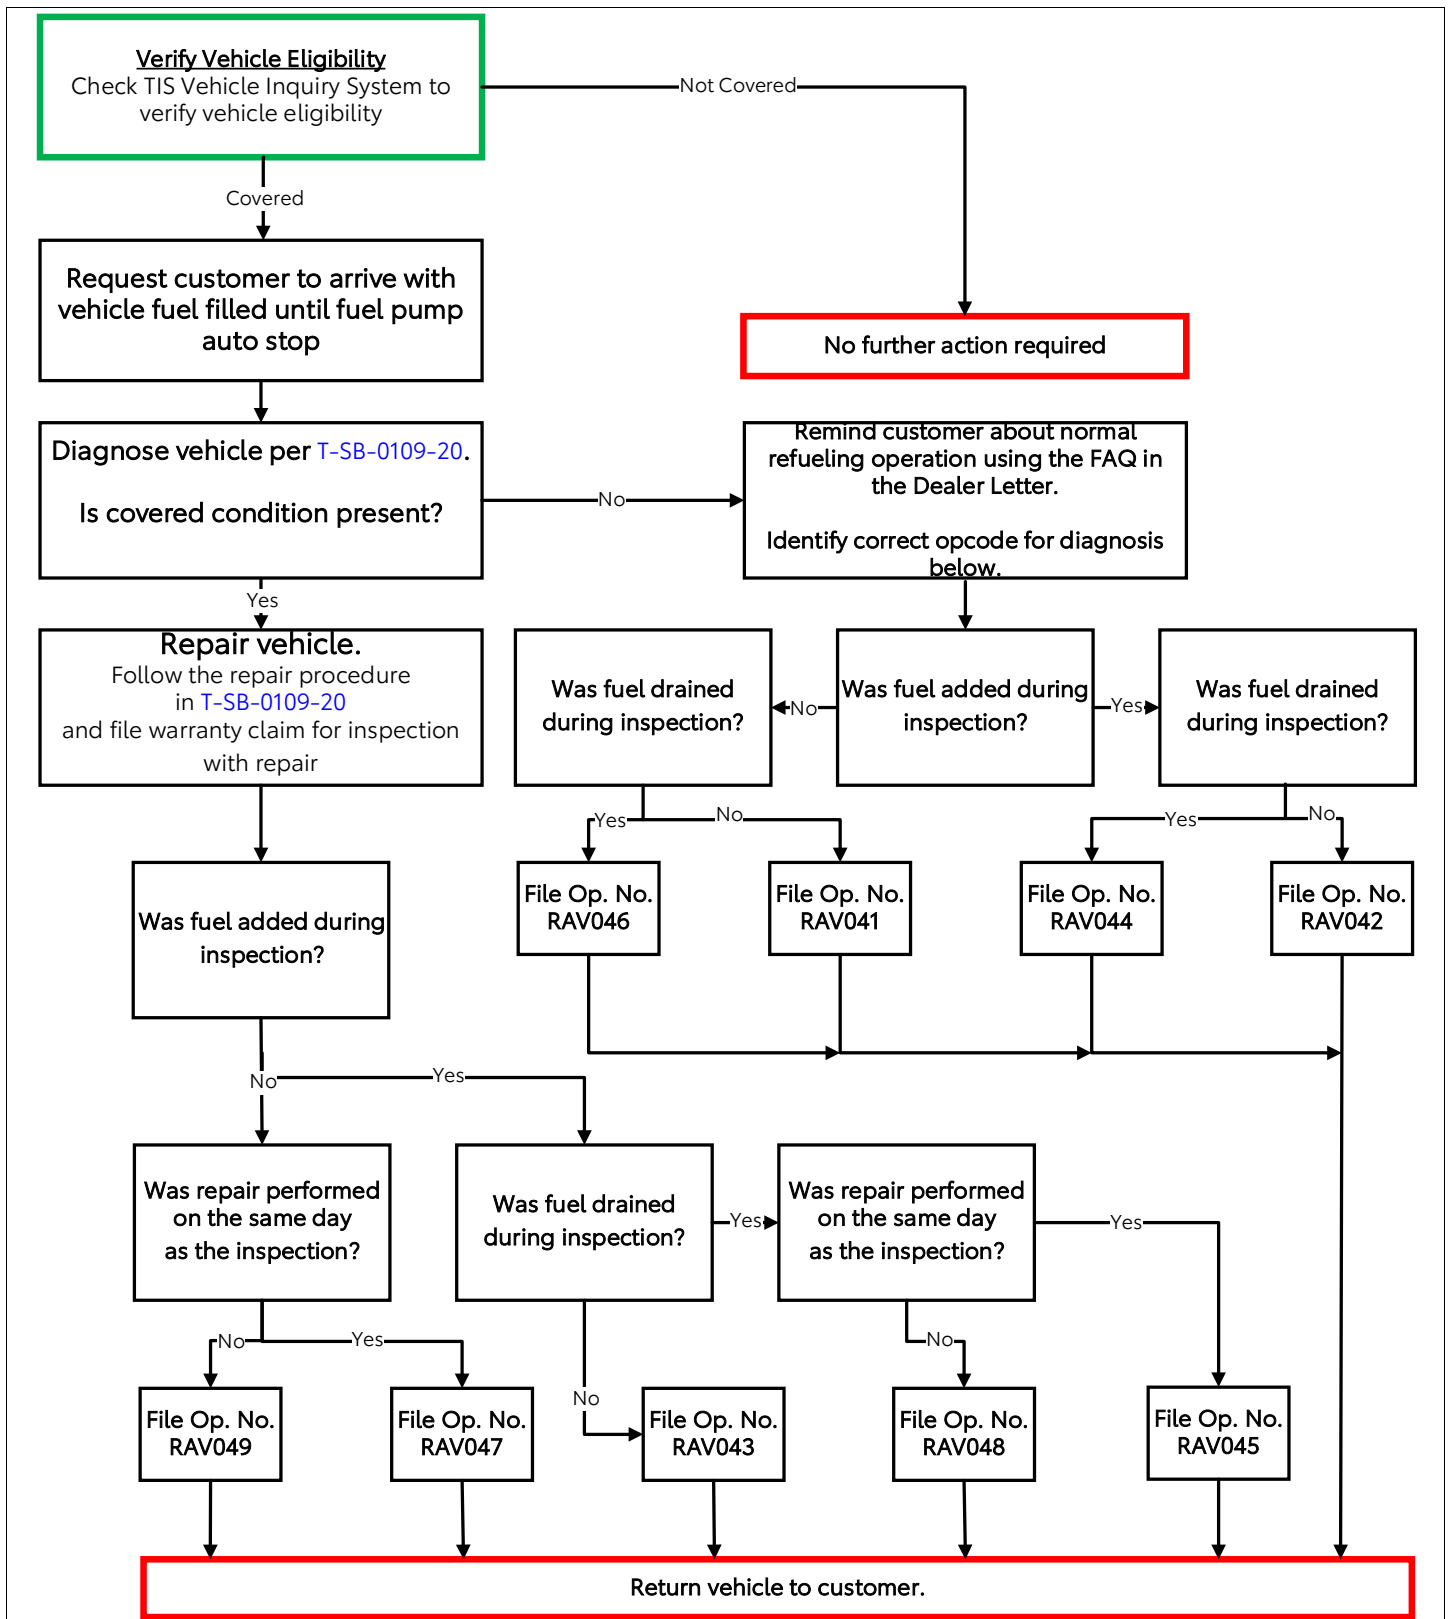 Verify Vehicle Eligibility
Check TIS Vehicle Inquiry System to
verify vehicle eligibility
Not Covered
Covered
Request customer to arrive with
vehicle fuel filled until fuel pump
auto stop
No further action required
Diagnose vehicle per T-SB-0109-20.
Is covered condition present?
No
Remind customer about normal
refueling operation using the FAQ in
the Dealer Letter.
Identify correct opcode for diagnosis
below.
Yes
Repair vehicle.
Follow the repair procedure
in T-SB-0109-20
and file warranty claim for inspection
with repair
Was fuel drained
during inspection?
No
Was fuel added during
inspection?
Yes
Was fuel drained
during inspection?
Yes
No
Yes
No
File Op. No.
RAV046
File Op. No.
RAV041
File Op. No.
RAV044
File Op. No.
RAV042
Was fuel added during
inspection?
No
Yes
Was repair performed
on the same day
as the inspection?
Was fuel drained
during inspection?
Yes
Was repair performed
on the same day
as the inspection?
Yes
No
Yes
No
No
File Op. No.
RAV049
File Op. No.
RAV047
File Op. No.
RAV043
File Op. No.
RAV048
File Op. No.
RAV045
Return vehicle to customer.